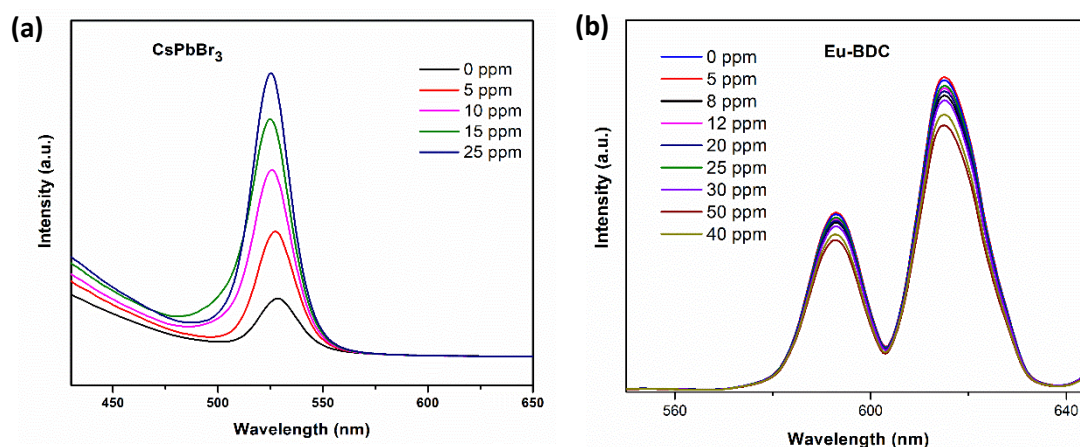 (a)
CsPbBr3
0 ppm
5 ppm
10 ppm
15 ppm
25 ppm
Intensity (a.u.)
450 500 550 600 650
Wavelength (nm)
(b)
Eu-BDC
0 ppm
5 ppm
8 ppm
12 ppm
20 ppm
25 ppm
30 ppm
50 ppm
40 ppm
Intensity (a.u.)
560 600 640
Wavelength (nm)